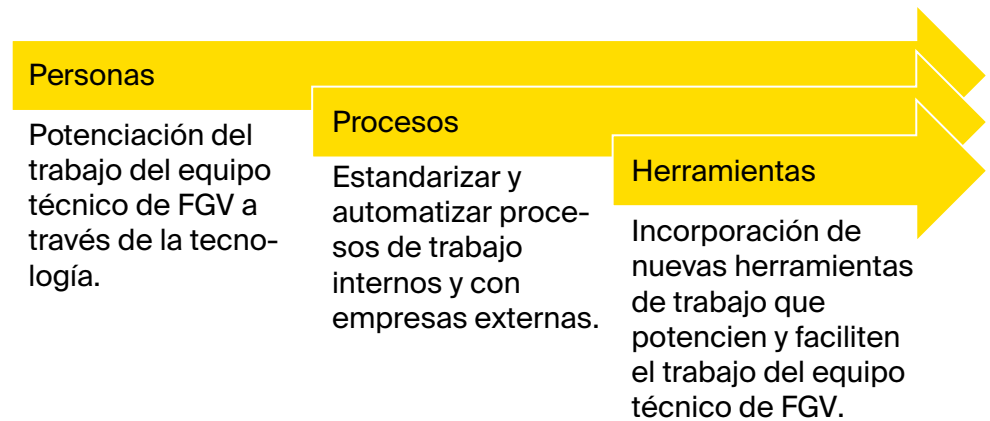 Personas
Potenciación del
trabajo del equipo
técnico de FGV a
través de la tecno-
logía.
Procesos
Estandarizar y
automatizar proce-
sos de trabajo
internos y con
empresas externas.
Herramientas
Incorporación de
nuevas herramientas
de trabajo que
potencien y faciliten
el trabajo del equipo
técnico de FGV.